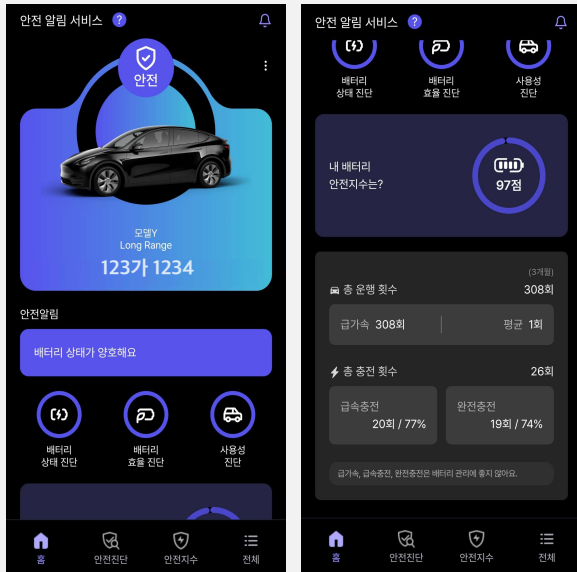 안전 알림 서비스 ?
안전
모델Y
Long Range
123가 1234
안전알림
배터리 상태가 양호해요
배터리
상태 진단
배터리
효율 진단
사용성
진단
홈
안전진단
안전지수
전체
안전 알림 서비스 ?
배터리
상태 진단
배터리
효율 진단
사용성
진단
내 배터리
안전지수는?
97점
(3개월)
총 운행 횟수 308회
급가속 308회 평균 1회
총 충전 횟수 26회
급속충전
20회 / 77%
완전충전
19회 / 74%
급가속, 급속충전, 완전충전은 배터리 관리에 좋지 않아요.
홈
안전진단
안전지수
전체